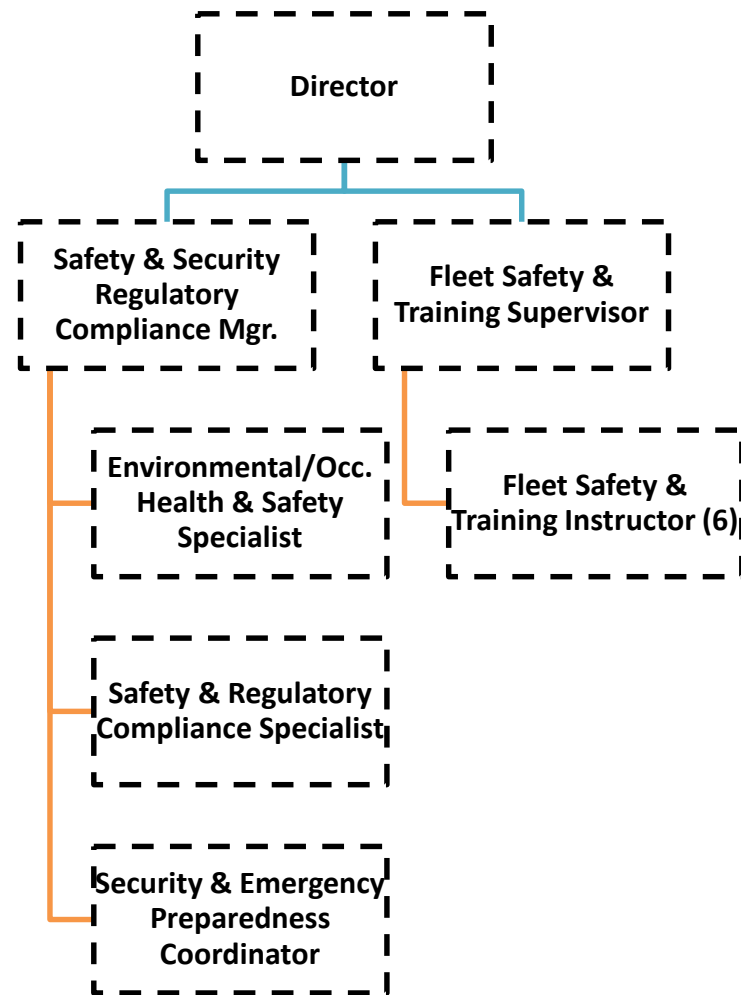 Director
Safety & Security
Regulatory
Compliance Mgr.
Fleet Safety &
Training Supervisor
Environmental/Occ.
Health & Safety
Specialist
Safety & Regulatory
Compliance Specialist
Security & Emergency
Preparedness
Coordinator
Fleet Safety &
Training Instructor (6)